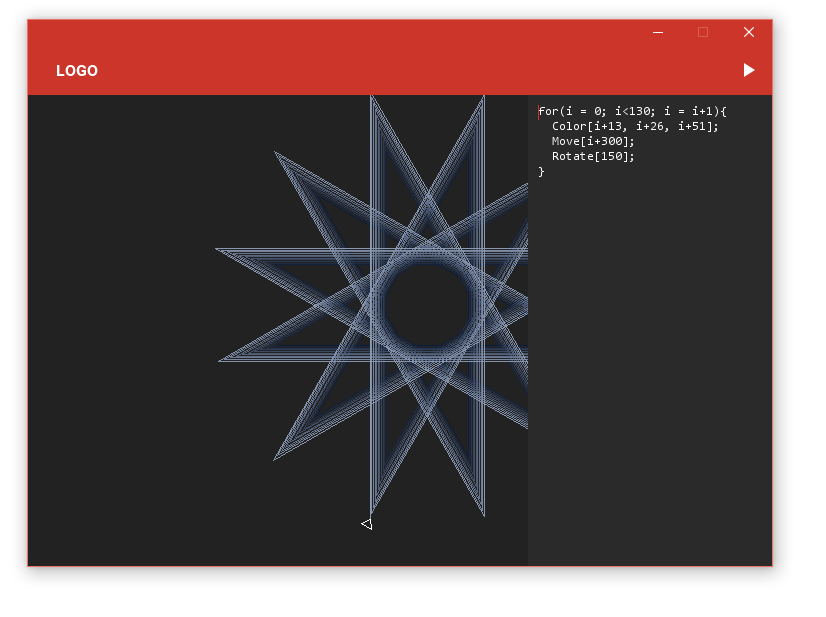 LOGO
for(i = 0; i<130; i = i+1){
  Color[i+13, i+26, i+51];
  Move[i+300];
  Rotate[150];
}